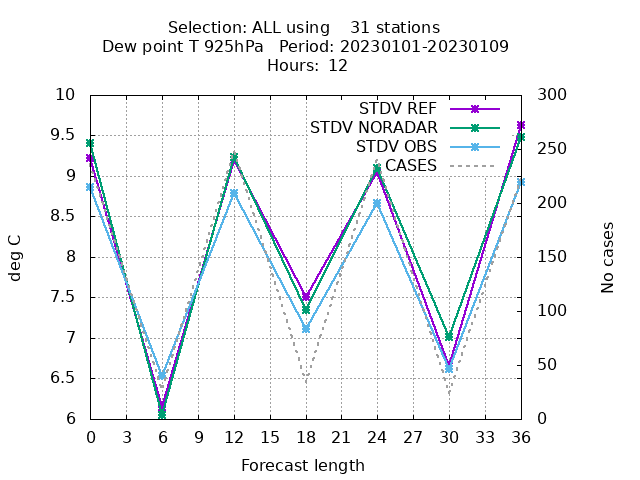 Selection: ALL using    31 stations
Dew point T 925hPa   Period: 20230101-20230109
Hours: 12
10
9.5
9
8.5
8
7.5
7
6.5
6
300
250
200
150
100
50
0
STDV REF
STDV NORADAR
STDV OBS
CASES
deg C
No cases
0 3 6 9 12 15 18 21 24 27 30 33 36
Forecast length